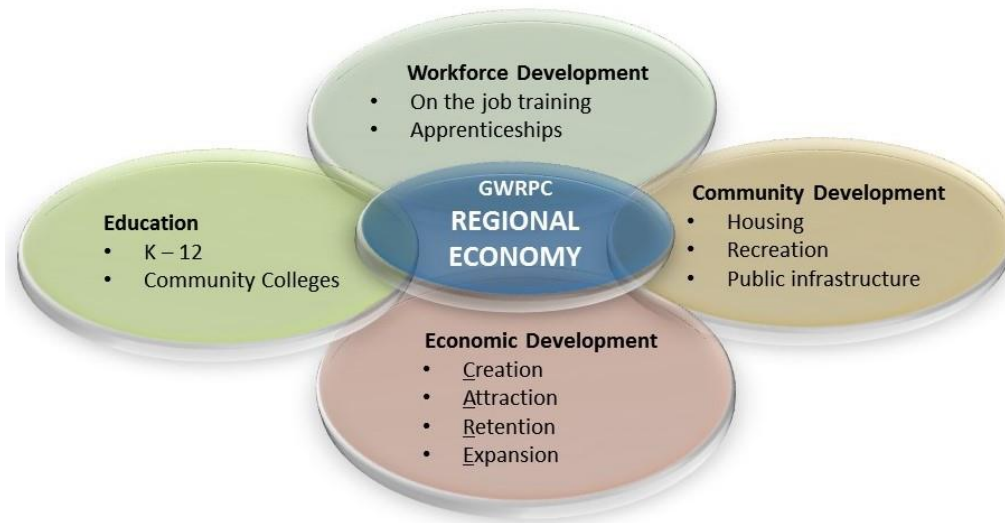 Workforce Development
• On the job training
• Apprenticeships
GWRPC
REGIONAL
ECONOMY
Education
• K – 12
• Community Colleges
Community Development
• Housing
• Recreation
• Public infrastructure
Economic Development
• Creation
• Attraction
• Retention
• Expansion